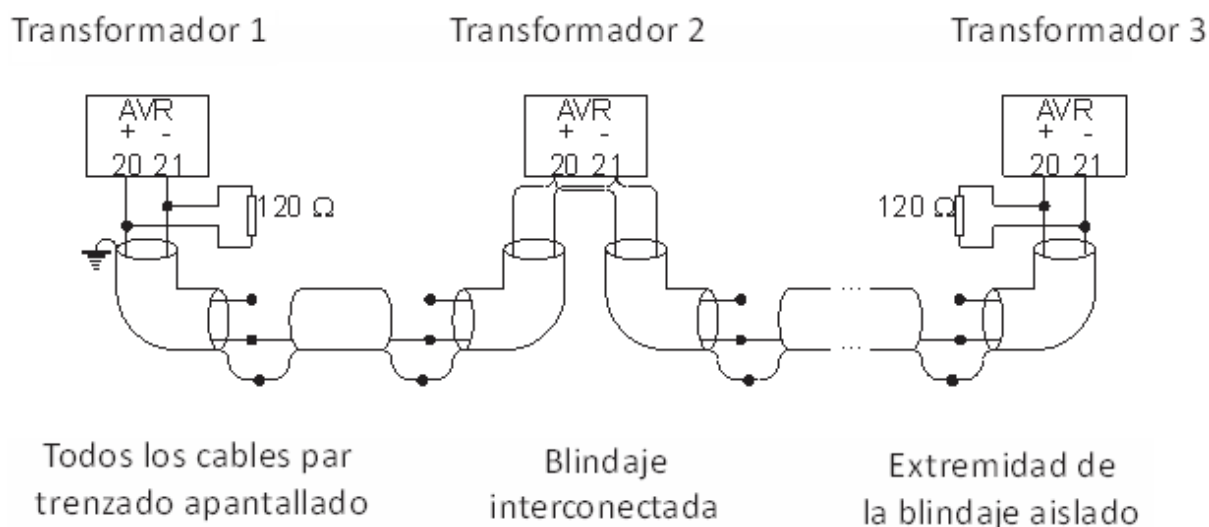 Transformador 1
Transformador 2
Transformador 3
AVR
+ -
20 21
120 Ω
AVR
+ -
20 21
AVR
+ -
20 21
120 Ω
Todos los cables par
trenzado apantallado
Blindaje
interconectada
Extremidad de
la blindaje aislado